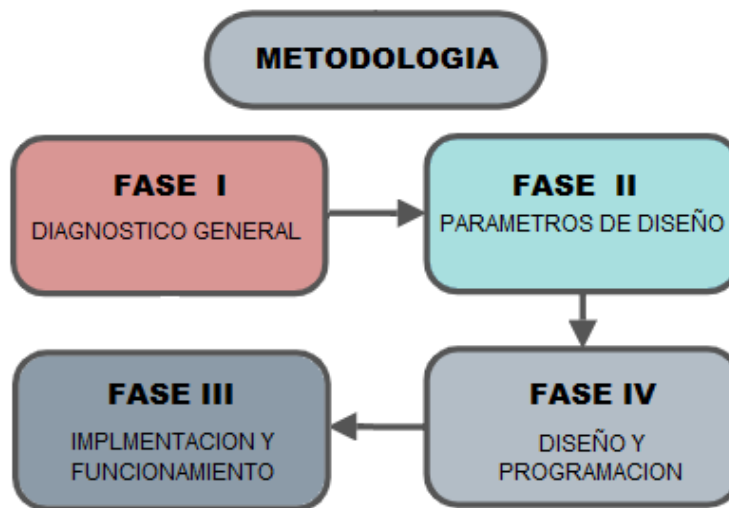 METODOLOGIA
FASE I
DIAGNOSTICO GENERAL
FASE II
PARAMETROS DE DISEÑO
FASE III
IMPLMENTACION Y
FUNCIONAMIENTO
FASE IV
DISEÑO Y
PROGRAMACION